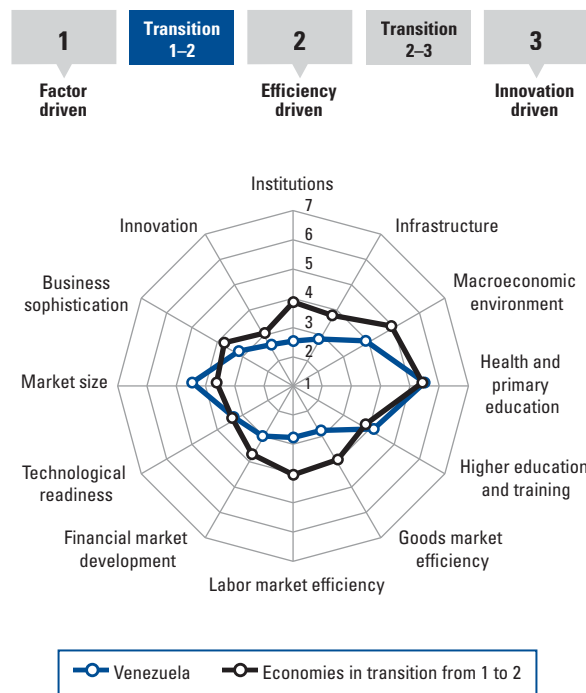 1
Transition
1–2
2
Transition
2–3
3
Factor
driven
Efficiency
driven
Innovation
driven
Institutions
Innovation
Infrastructure
Business
sophistication
Macroeconomic
environment
Market size
Health and
primary
education
Technological
readiness
Higher education
and training
Financial market
development
Goods market
efficiency
Labor market efficiency
7
6
5
4
3
2
1
Venezuela
Economies in transition from 1 to 2